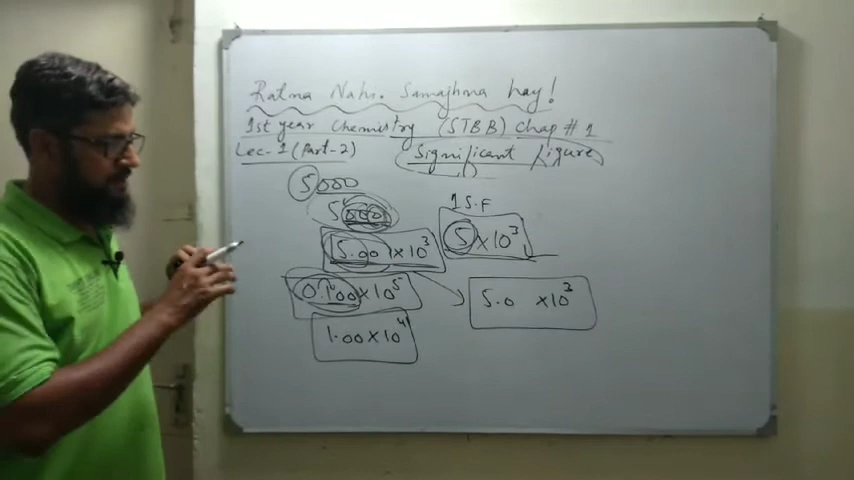 Ratna Nahi. Samajhna hay!
1st year Chemistry (STBB) Chap # 1
Lec-1 (Part-2) Significant figure
5000
5000
1 S.F
5.00 × 10³
5 × 10³
0.100 × 10⁵
5.0 × 10³
1.00 × 10⁴